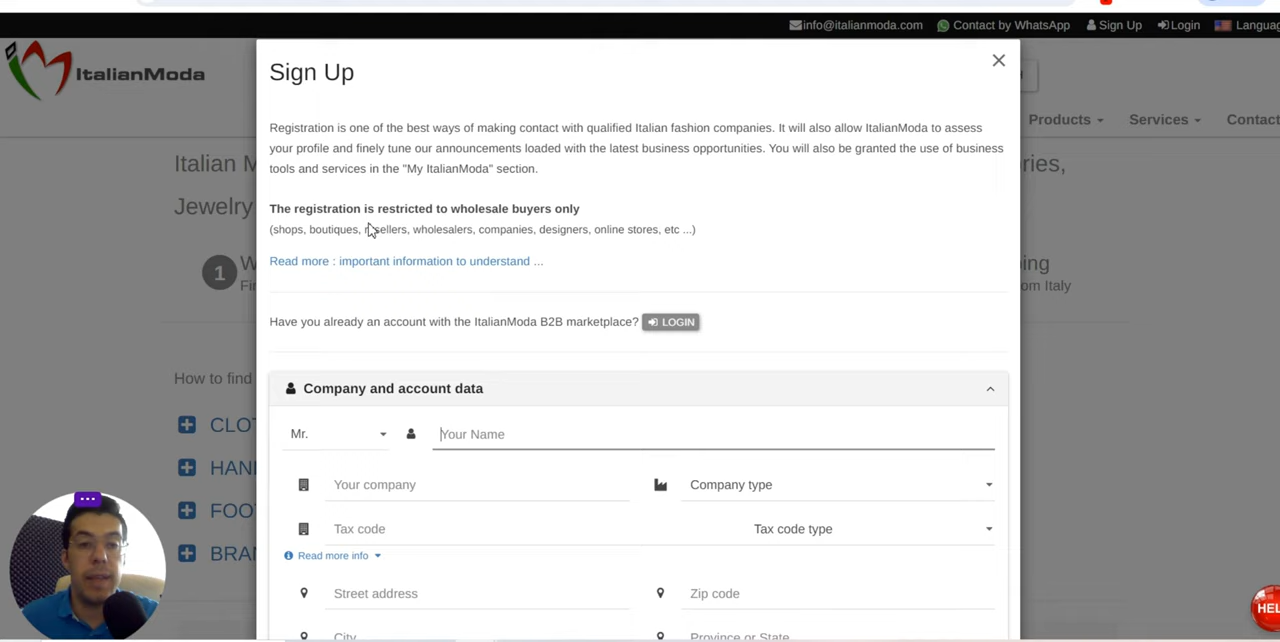 info@italianmoda.com Contact by WhatsApp Sign Up Login Languag
ItalianModa
Products Services Contact
Sign Up
Registration is one of the best ways of making contact with qualified Italian fashion companies. It will also allow ItalianModa to assess
your profile and finely tune our announcements loaded with the latest business opportunities. You will also be granted the use of business
tools and services in the "My ItalianModa" section.
Italian M
ries,
Jewelry
The registration is restricted to wholesale buyers only
(shops, boutiques, resellers, wholesalers, companies, designers, online stores, etc ...)
Read more : important information to understand ...
1 W
ping
Fir
om Italy
Have you already an account with the ItalianModa B2B marketplace? LOGIN
How to find
Company and account data
CLOT
HAND
FOO
BRA
Mr. Your Name
Your company Company type
Tax code Tax code type
Read more info
Street address Zip code
City Province or State
HEL